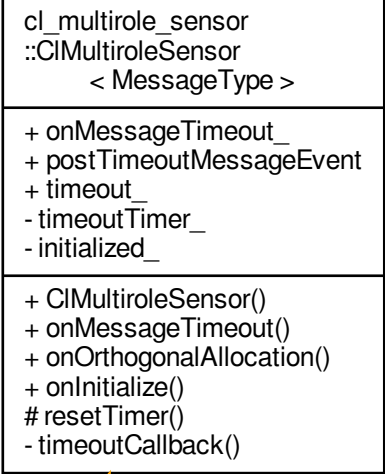 cl_multirole_sensor
::ClMultiroleSensor
< MessageType >
+ onMessageTimeout_
+ postTimeoutMessageEvent
+ timeout_
- timeoutTimer_
- initialized_
+ ClMultiroleSensor()
+ onMessageTimeout()
+ onOrthogonalAllocation()
+ onInitialize()
# resetTimer()
- timeoutCallback()